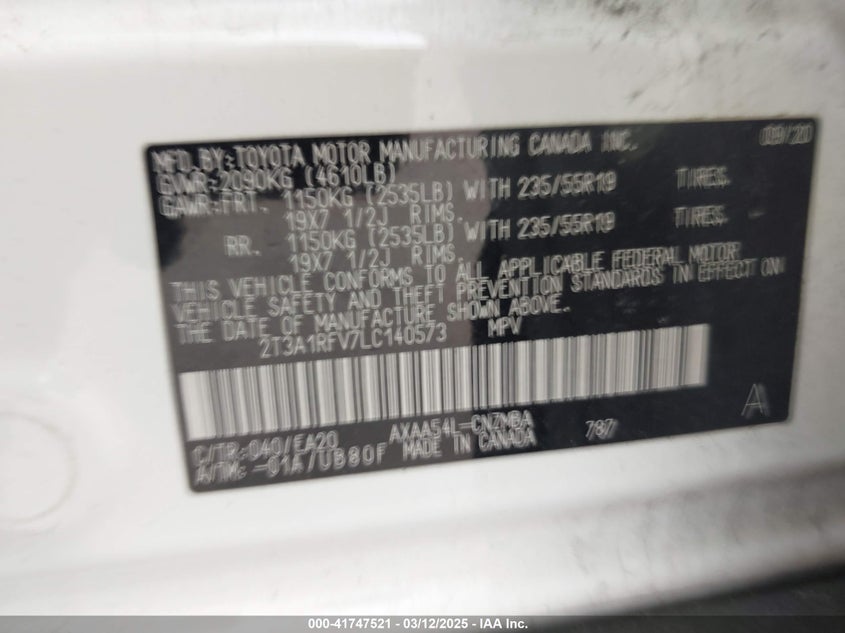 MFD.BY:TOYOTA MOTOR MANUFACTURING CANADA INC. 09/20
GVWR:2090KG (4610LB)
GAWR:FRT. 1150KG (2535LB) WITH 235/55R19 TIRES.
19X7 1/2J RIMS.
RR. 1150KG (2535LB) WITH 235/55R19 TIRES.
19X7 1/2J RIMS.
THIS VEHICLE CONFORMS TO ALL APPLICABLE FEDERAL MOTOR
VEHICLE SAFETY AND THEFT PREVENTION STANDARDS IN EFFECT ON
THE DATE OF MANUFACTURE SHOWN ABOVE.
2T3A1RFV7LC140573 MPV
C/TR:040/EA20 AXAA54L-CNZMBA 787 A
A/TM:-01A/UB80F MADE IN CANADA
000-41747521 - 03/12/2025 - IAA Inc.